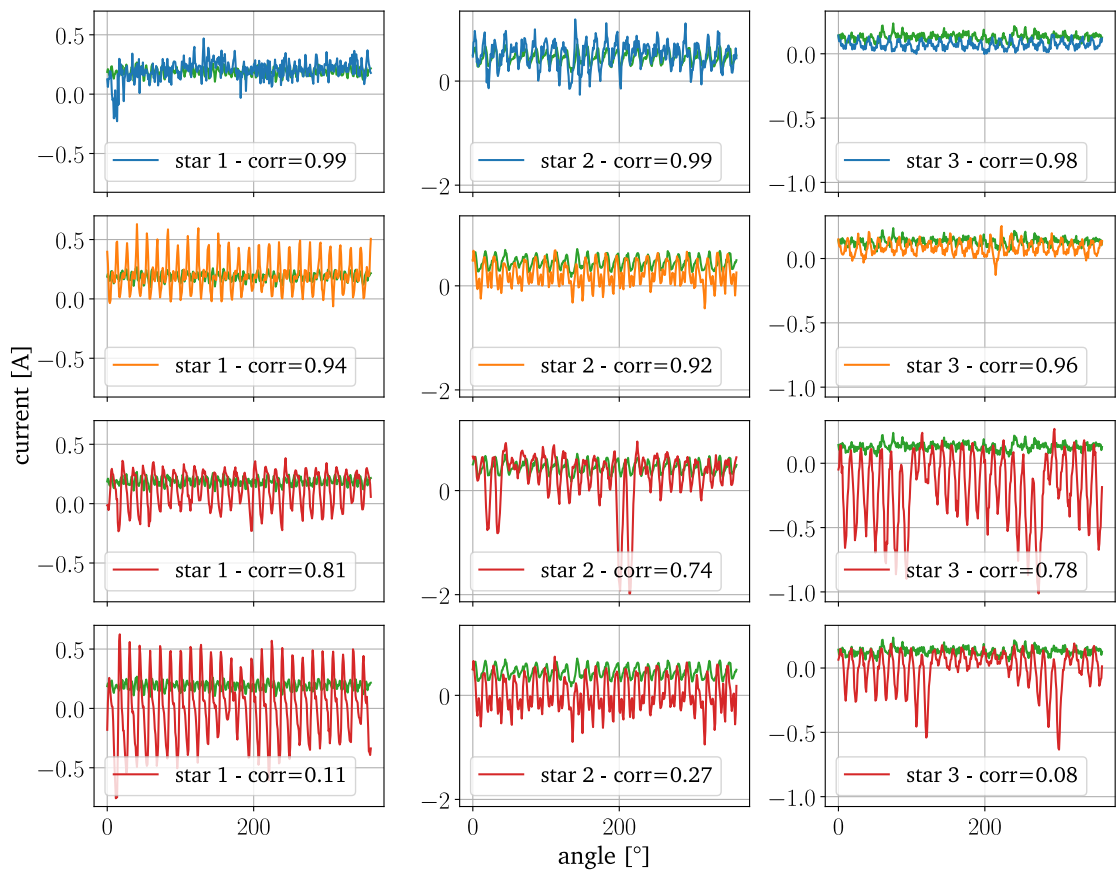 0.5
0.0
−0.5
star 1 - corr=0.99
0
−2
star 2 - corr=0.99
0.0
−0.5
−1.0
star 3 - corr=0.98
0.5
0.0
−0.5
star 1 - corr=0.94
0
−2
star 2 - corr=0.92
0.0
−0.5
−1.0
star 3 - corr=0.96
current [A]
0.5
0.0
−0.5
star 1 - corr=0.81
0
−2
star 2 - corr=0.74
0.0
−0.5
−1.0
star 3 - corr=0.78
0.5
0.0
−0.5
star 1 - corr=0.11
0
−2
star 2 - corr=0.27
0.0
−0.5
−1.0
star 3 - corr=0.08
0 200
0 200
0 200
angle [°]